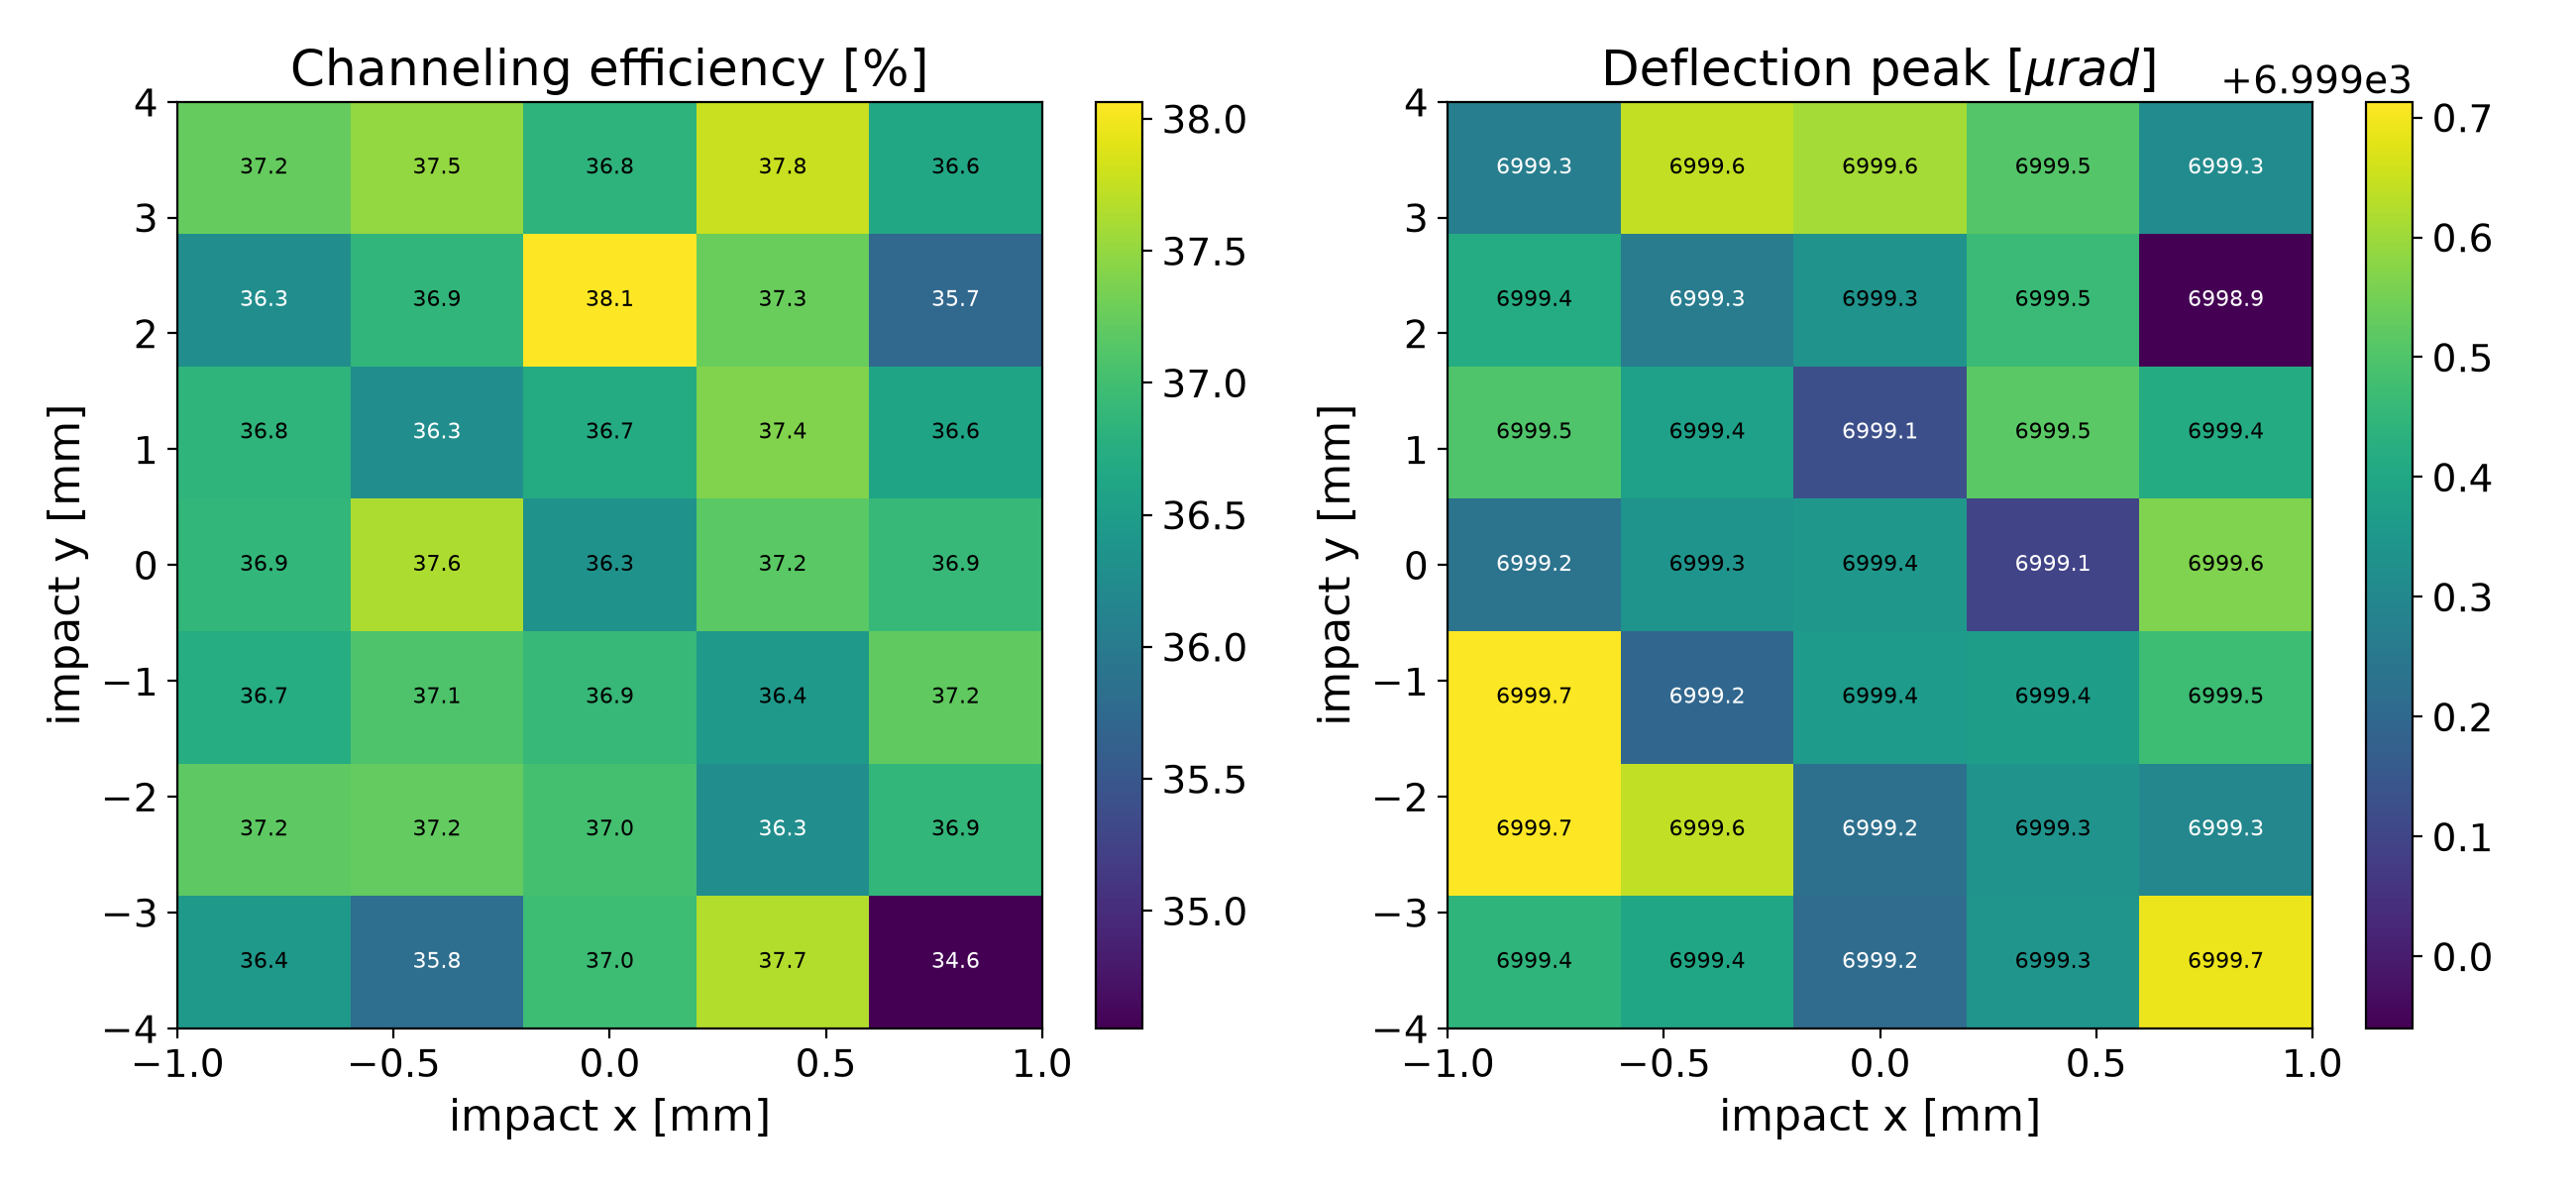 Channeling efficiency [%]
4
3
2
1
0
−1
−2
−3
−4
impact y [mm]
37.2 37.5 36.8 37.8 36.6
36.3 36.9 38.1 37.3 35.7
36.8 36.3 36.7 37.4 36.6
36.9 37.6 36.3 37.2 36.9
36.7 37.1 36.9 36.4 37.2
37.2 37.2 37.0 36.3 36.9
36.4 35.8 37.0 37.7 34.6
−1.0 −0.5 0.0 0.5 1.0
impact x [mm]
38.0
37.5
37.0
36.5
36.0
35.5
35.0
Deflection peak [μrad]
+6.999e3
4
3
2
1
0
−1
−2
−3
−4
impact y [mm]
6999.3 6999.6 6999.6 6999.5 6999.3
6999.4 6999.3 6999.3 6999.5 6998.9
6999.5 6999.4 6999.1 6999.5 6999.4
6999.2 6999.3 6999.4 6999.1 6999.6
6999.7 6999.2 6999.4 6999.4 6999.5
6999.7 6999.6 6999.2 6999.3 6999.3
6999.4 6999.4 6999.2 6999.3 6999.7
−1.0 −0.5 0.0 0.5 1.0
impact x [mm]
0.7
0.6
0.5
0.4
0.3
0.2
0.1
0.0